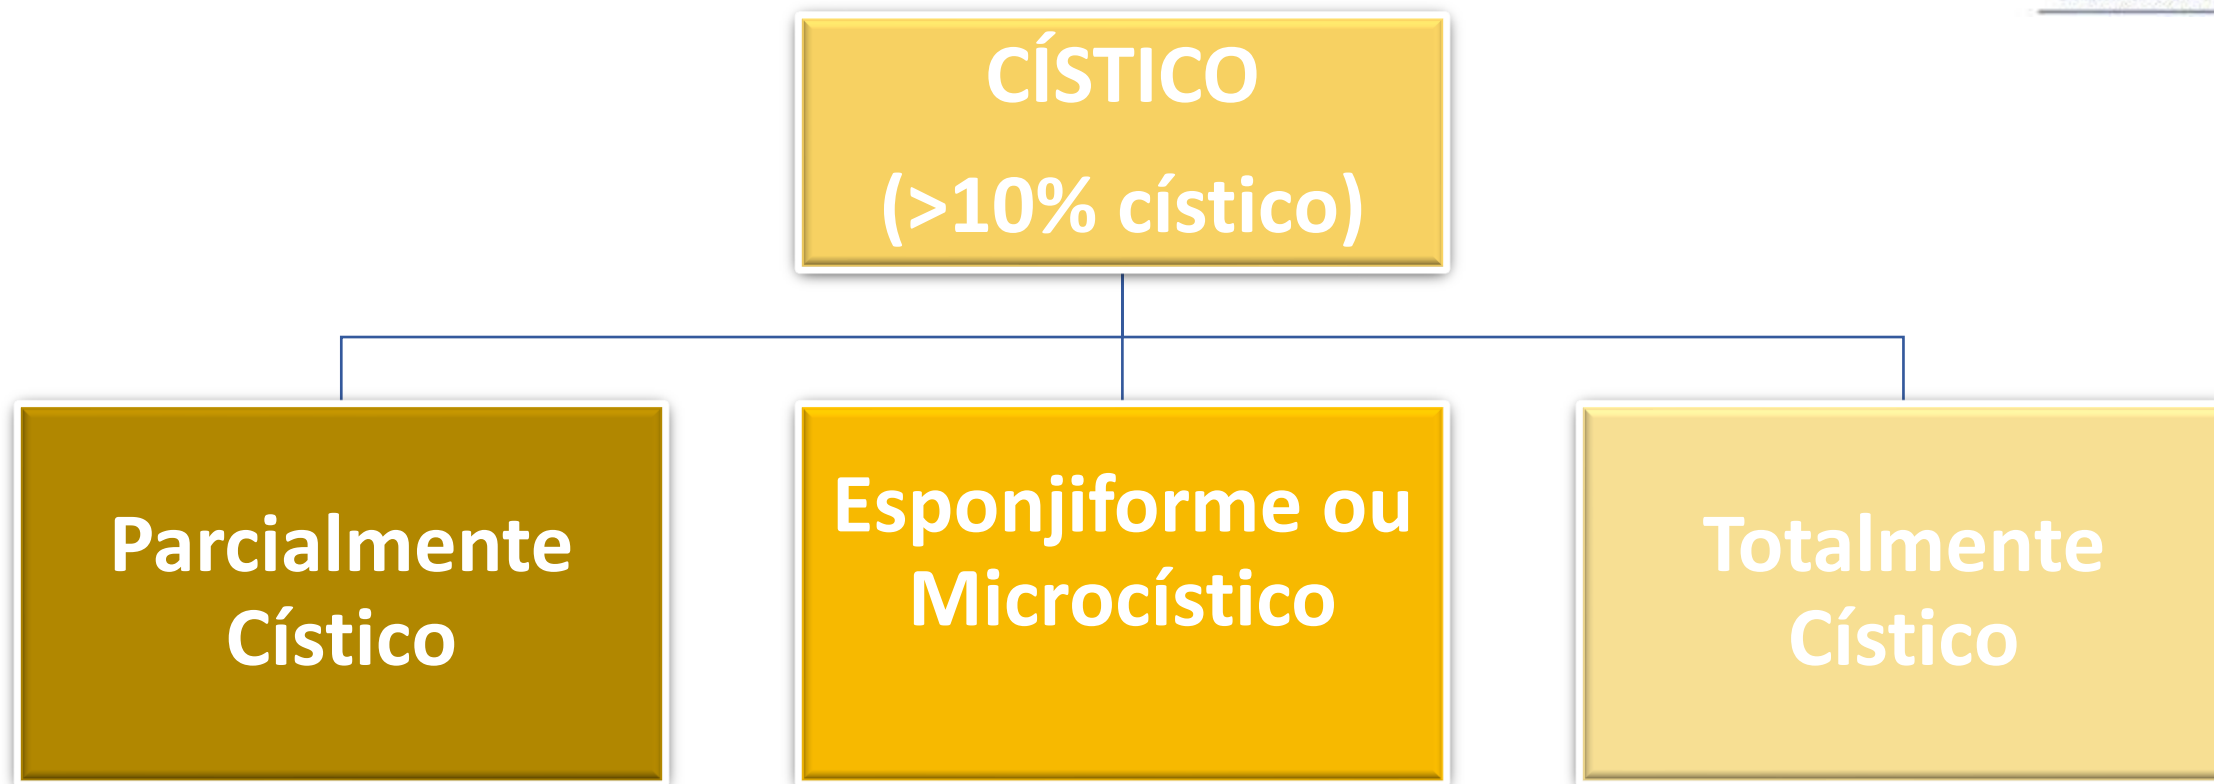 CÍSTICO
(>10% cístico)
Parcialmente
Cístico
Esponjiforme ou
Microcístico
Totalmente
Cístico